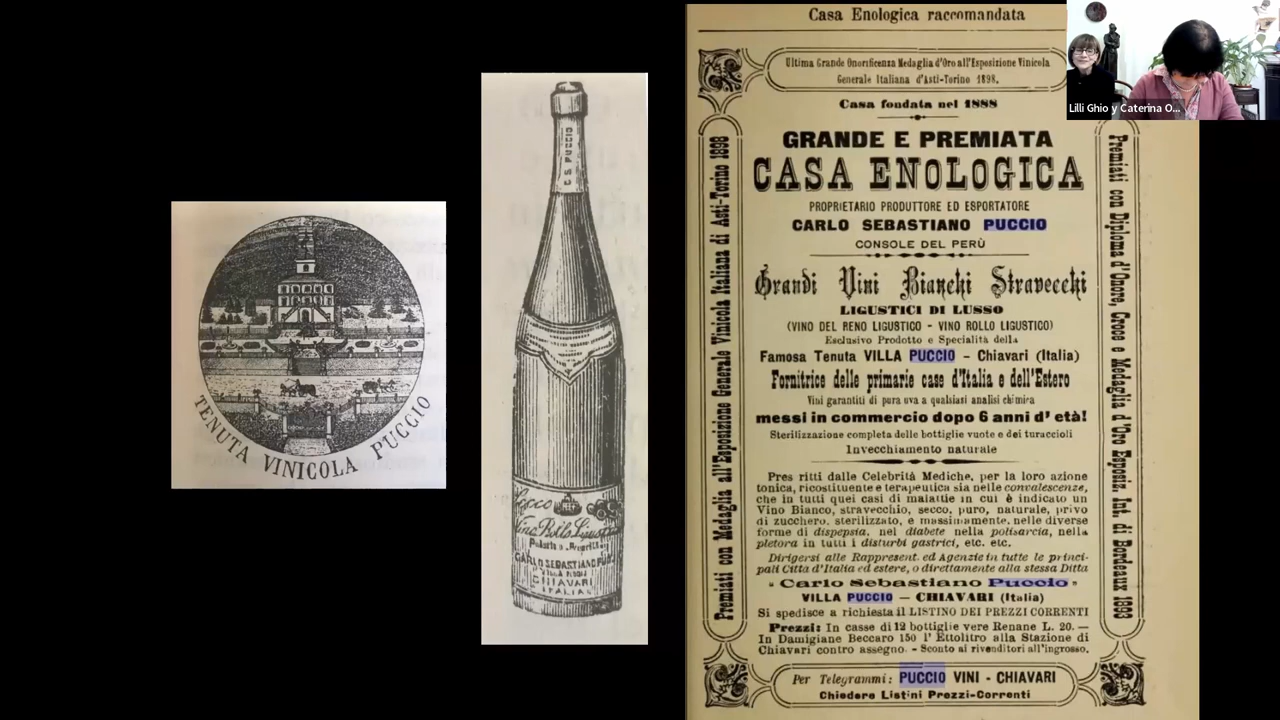 TENUTA VINICOLA PUCCIO
C. S. PUCCIO
Secco
Vino Rollo Ligustico
CARLO SEBASTIANO PUCCIO
CHIAVARI
ITALIA
Casa Enologica raccomandata
Ultima Grande Onorificenza Medaglia d'Oro all'Esposizione Vinicola
Generale Italiana d'Asti-Torino 1898.
Casa fondata nel 1888
GRANDE E PREMIATA
CASA ENOLOGICA
PROPRIETARIO PRODUTTORE ED ESPORTATORE
CARLO SEBASTIANO PUCCIO
CONSOLE DEL PERÙ
Grandi Vini Bianchi Stravecchi
LIGUSTICI DI LUSSO
(VINO DEL RENO LIGUSTICO - VINO ROLLO LIGUSTICO)
Esclusivo Prodotto e Specialità della
Famosa Tenuta VILLA PUCCIO - Chiavari (Italia)
Fornitrice delle primarie case d'Italia e dell'Estero
Vini garantiti di pura uva a qualsiasi analisi chimica
messi in commercio dopo 6 anni d' età!
Sterilizzazione completa delle bottiglie vuote e dei turaccioli
Invecchiamento naturale
Pres ritti dalle Celebrità Mediche, per la loro azione
tonica, ricostituente e terapeutica sia nelle convalescenze,
che in tutti quei casi di malattie in cui è indicato un
Vino Bianco, stravecchio, secco, puro, naturale, privo
di zucchero, sterilizzato, e massimamente, nelle diverse
forme di dispepsia, nel diabete nella polisarcia, nella
pletora in tutti i disturbi gastrici, etc. etc.
Dirigersi alle Rappresent. ed Agenzie in tutte le princi-
pali Città d'Italia ed estere, o direttamente alla stessa Ditta
"Carlo Sebastiano Puccio"
VILLA PUCCIO — CHIAVARI (Italia)
Si spedisce a richiesta il LISTINO DEI PREZZI CORRENTI
Prezzi: In casse di 12 bottiglie vere Renane L. 20. —
In Damigiane Beccaro 150 l' Ettolitro alla Stazione di
Chiavari contro assegno. - Sconto ai rivenditori all'ingrosso.
Per Telegrammi: PUCCIO VINI - CHIAVARI
Chiedere Listini Prezzi-Correnti
Premiati con Medaglia all'Esposizione Generale Vinicola Italiana di Asti-Torino 1898
Premiati con Diploma d'Onore, Croce e Medaglia d'Oro Esposiz. Int. di Bordeaux 1893
Lilli Ghio y Caterina O...